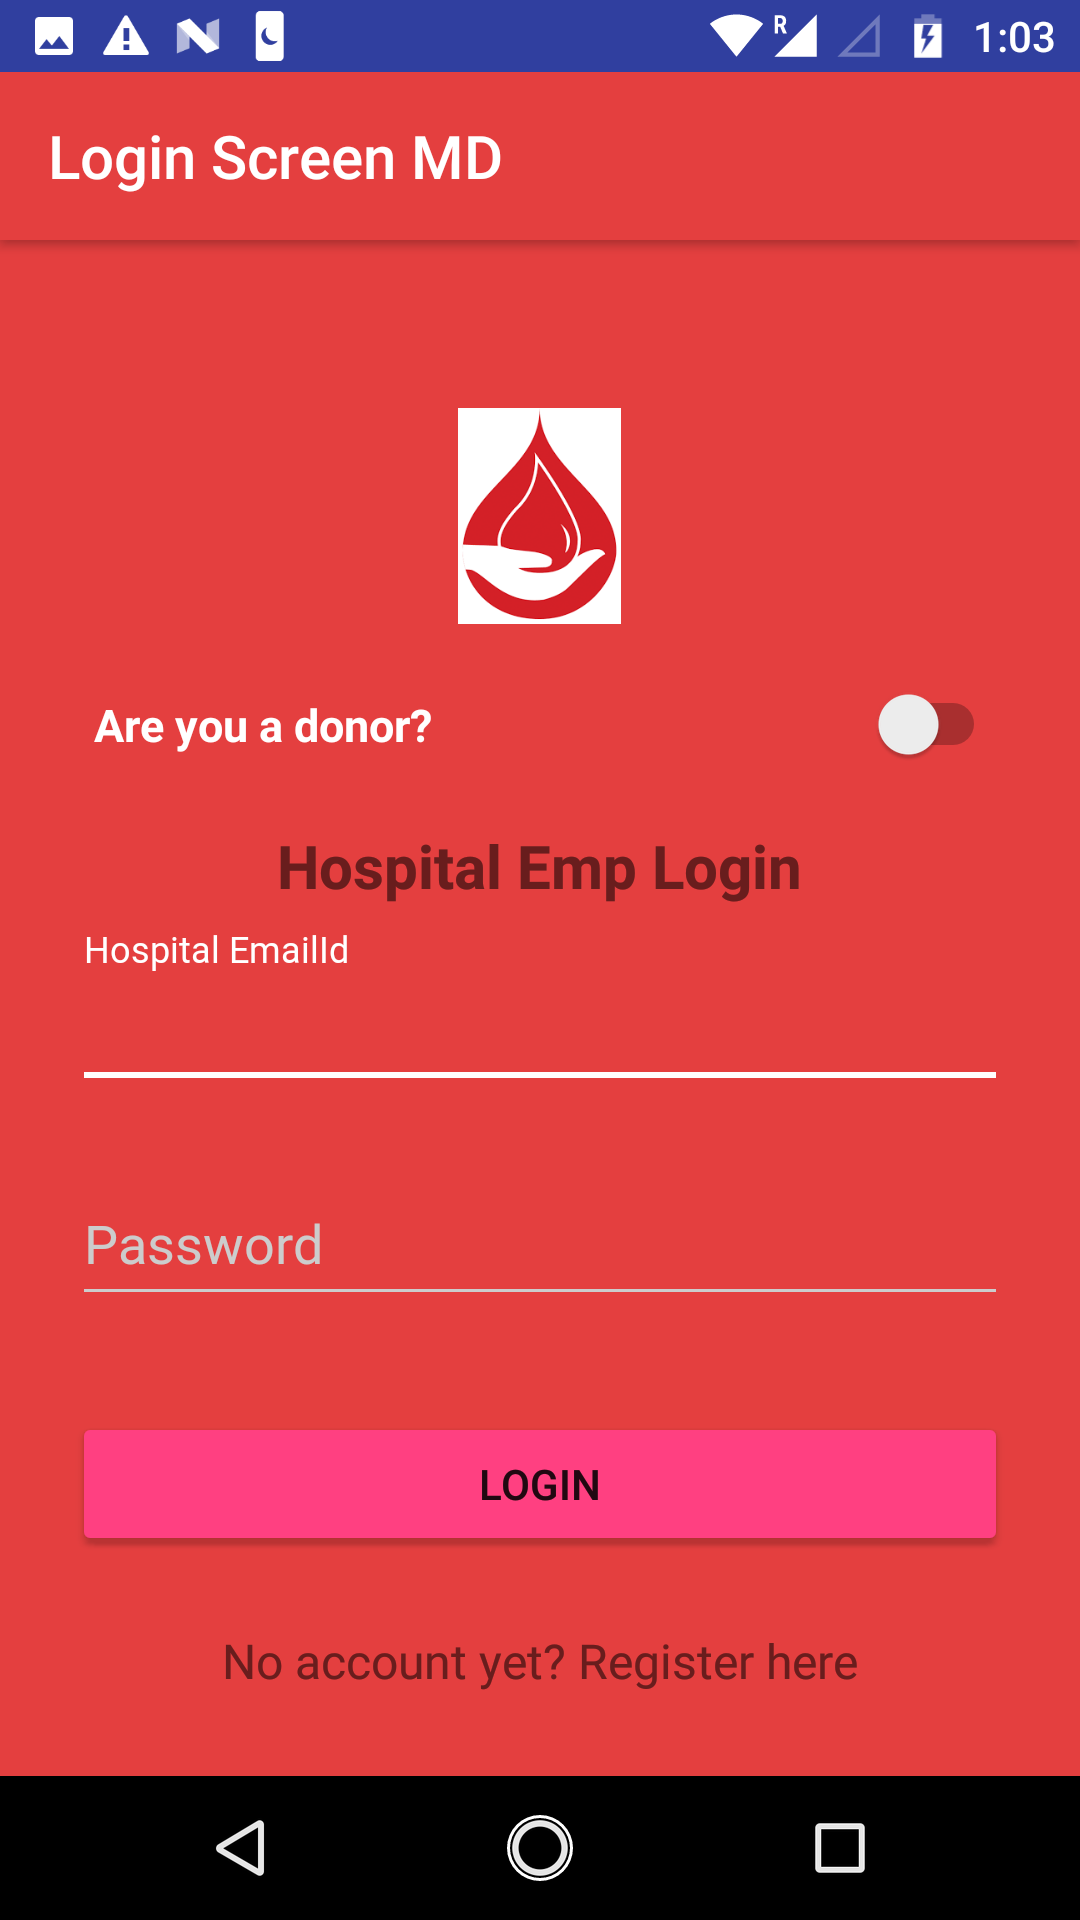 R 1:03
Login Screen MD
Are you a donor?
Hospital Emp Login
Hospital EmailId
Password
LOGIN
No account yet? Register here